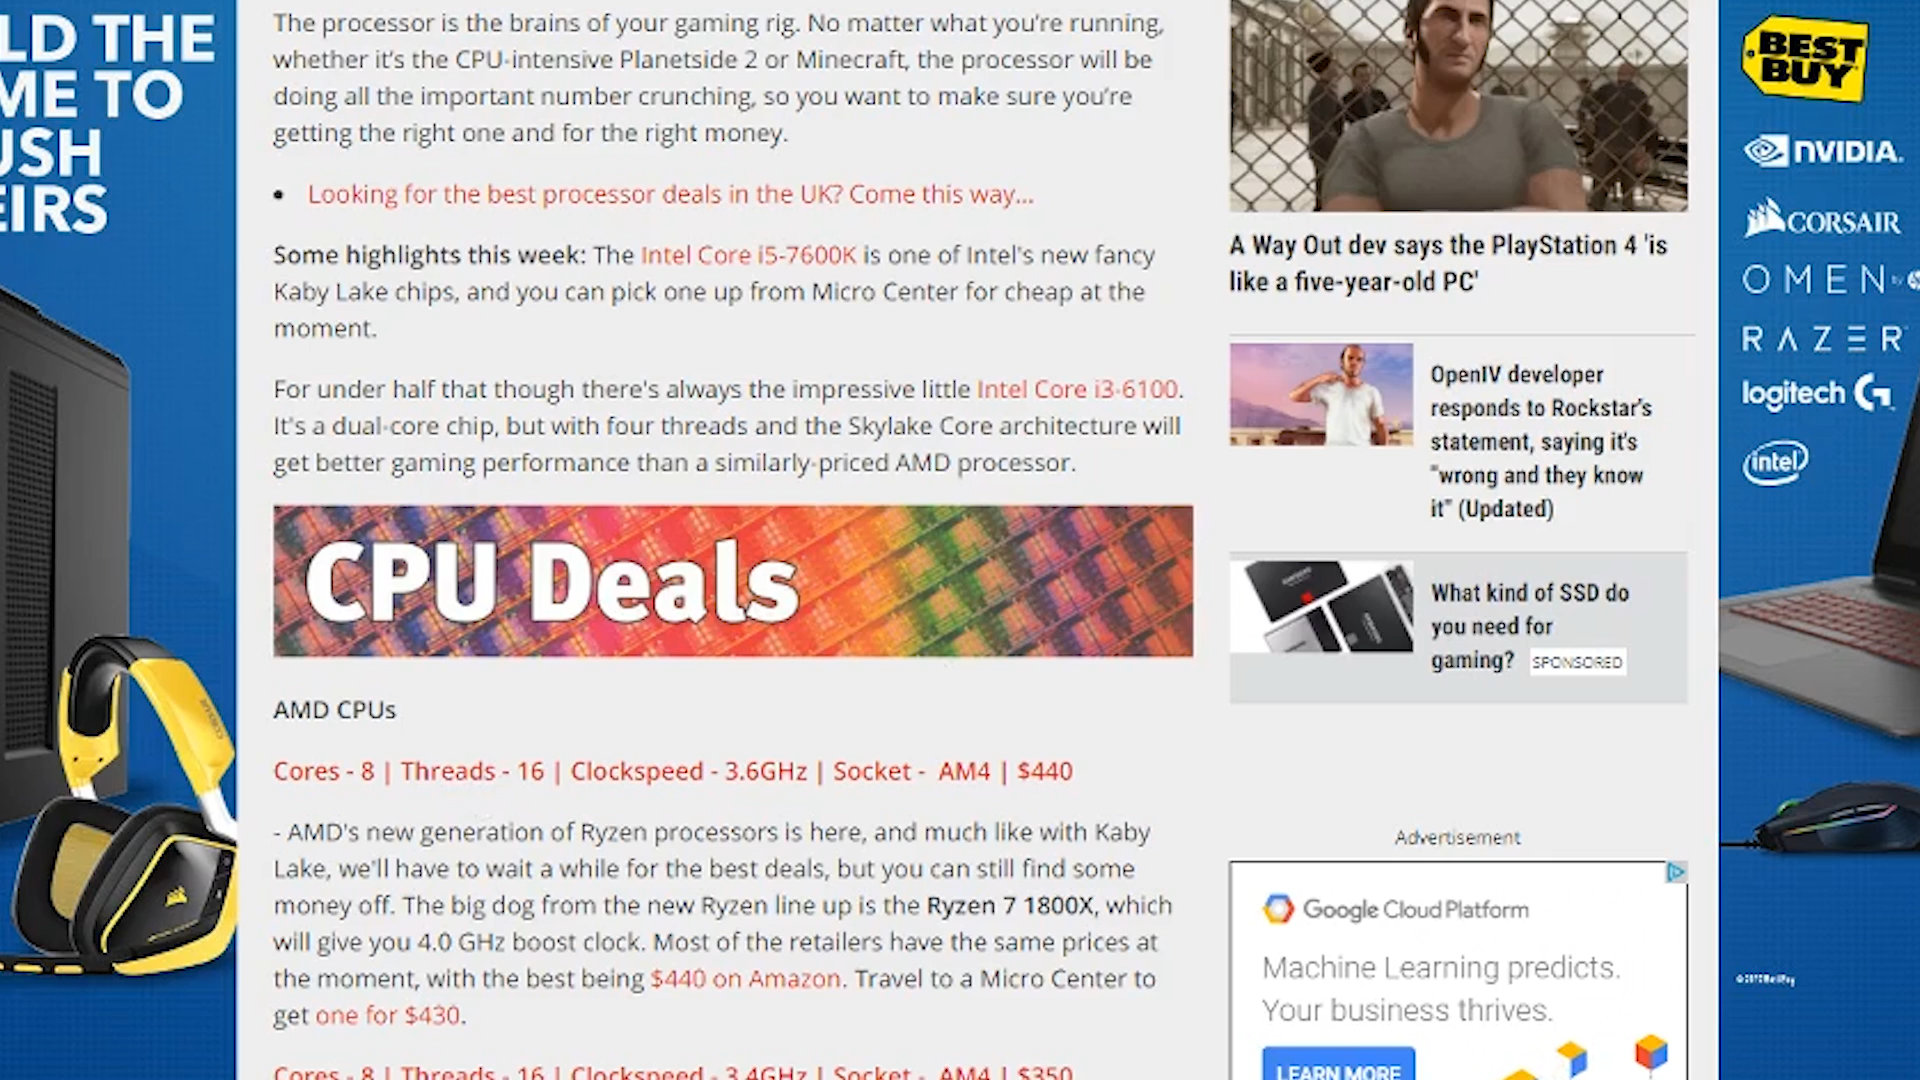 LD THE
ME TO
USH
EIRS
The processor is the brains of your gaming rig. No matter what you’re running,
whether it’s the CPU-intensive Planetside 2 or Minecraft, the processor will be
doing all the important number crunching, so you want to make sure you’re
getting the right one and for the right money.
• Looking for the best processor deals in the UK? Come this way...
Some highlights this week: The Intel Core i5-7600K is one of Intel's new fancy
Kaby Lake chips, and you can pick one up from Micro Center for cheap at the
moment.
For under half that though there's always the impressive little Intel Core i3-6100.
It's a dual-core chip, but with four threads and the Skylake Core architecture will
get better gaming performance than a similarly-priced AMD processor.
CPU Deals
AMD CPUs
Cores - 8 | Threads - 16 | Clockspeed - 3.6GHz | Socket - AM4 | $440
- AMD's new generation of Ryzen processors is here, and much like with Kaby
Lake, we'll have to wait a while for the best deals, but you can still find some
money off. The big dog from the new Ryzen line up is the Ryzen 7 1800X, which
will give you 4.0 GHz boost clock. Most of the retailers have the same prices at
the moment, with the best being $440 on Amazon. Travel to a Micro Center to
get one for $430.
Cores - 8 | Threads - 16 | Clockspeed - 3.4GHz | Socket - AM4 | $350
A Way Out dev says the PlayStation 4 'is
like a five-year-old PC'
OpenIV developer
responds to Rockstar's
statement, saying it's
"wrong and they know
it" (Updated)
What kind of SSD do
you need for
gaming? SPONSORED
Advertisement
Google Cloud Platform
Machine Learning predicts.
Your business thrives.
LEARN MORE
BEST
BUY
NVIDIA.
CORSAIR
OMEN by
RAZER
logitech G
intel